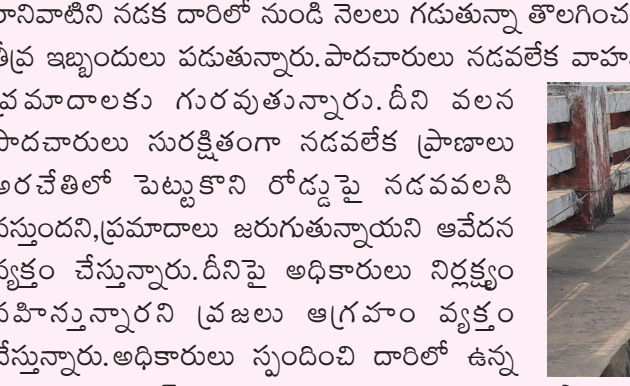 రానివాటిని నడక దారిలో నుండి నెలలు గడుతున్నా తొలగించ
తీవ్ర ఇబ్బందులు పడుతున్నారు.పాదచారులు నడవలేక వాహ
ప్రమాదాలకు గురవుతున్నారు.దీని వలన
పాదచారులు సురక్షితంగా నడవలేక ప్రాణాలు
అరచేతిలో పెట్టుకొని రోడ్డుపై నడవవలసి
వస్తుందని,ప్రమాదాలు జరుగుతున్నాయని ఆవేదన
వ్యక్తం చేస్తున్నారు.దీనిపై అధికారులు నిర్లక్ష్యం
వహిస్తున్నారని ప్రజలు ఆగ్రహం వ్యక్తం
చేస్తున్నారు.అధికారులు స్పందించి దారిలో ఉన్న